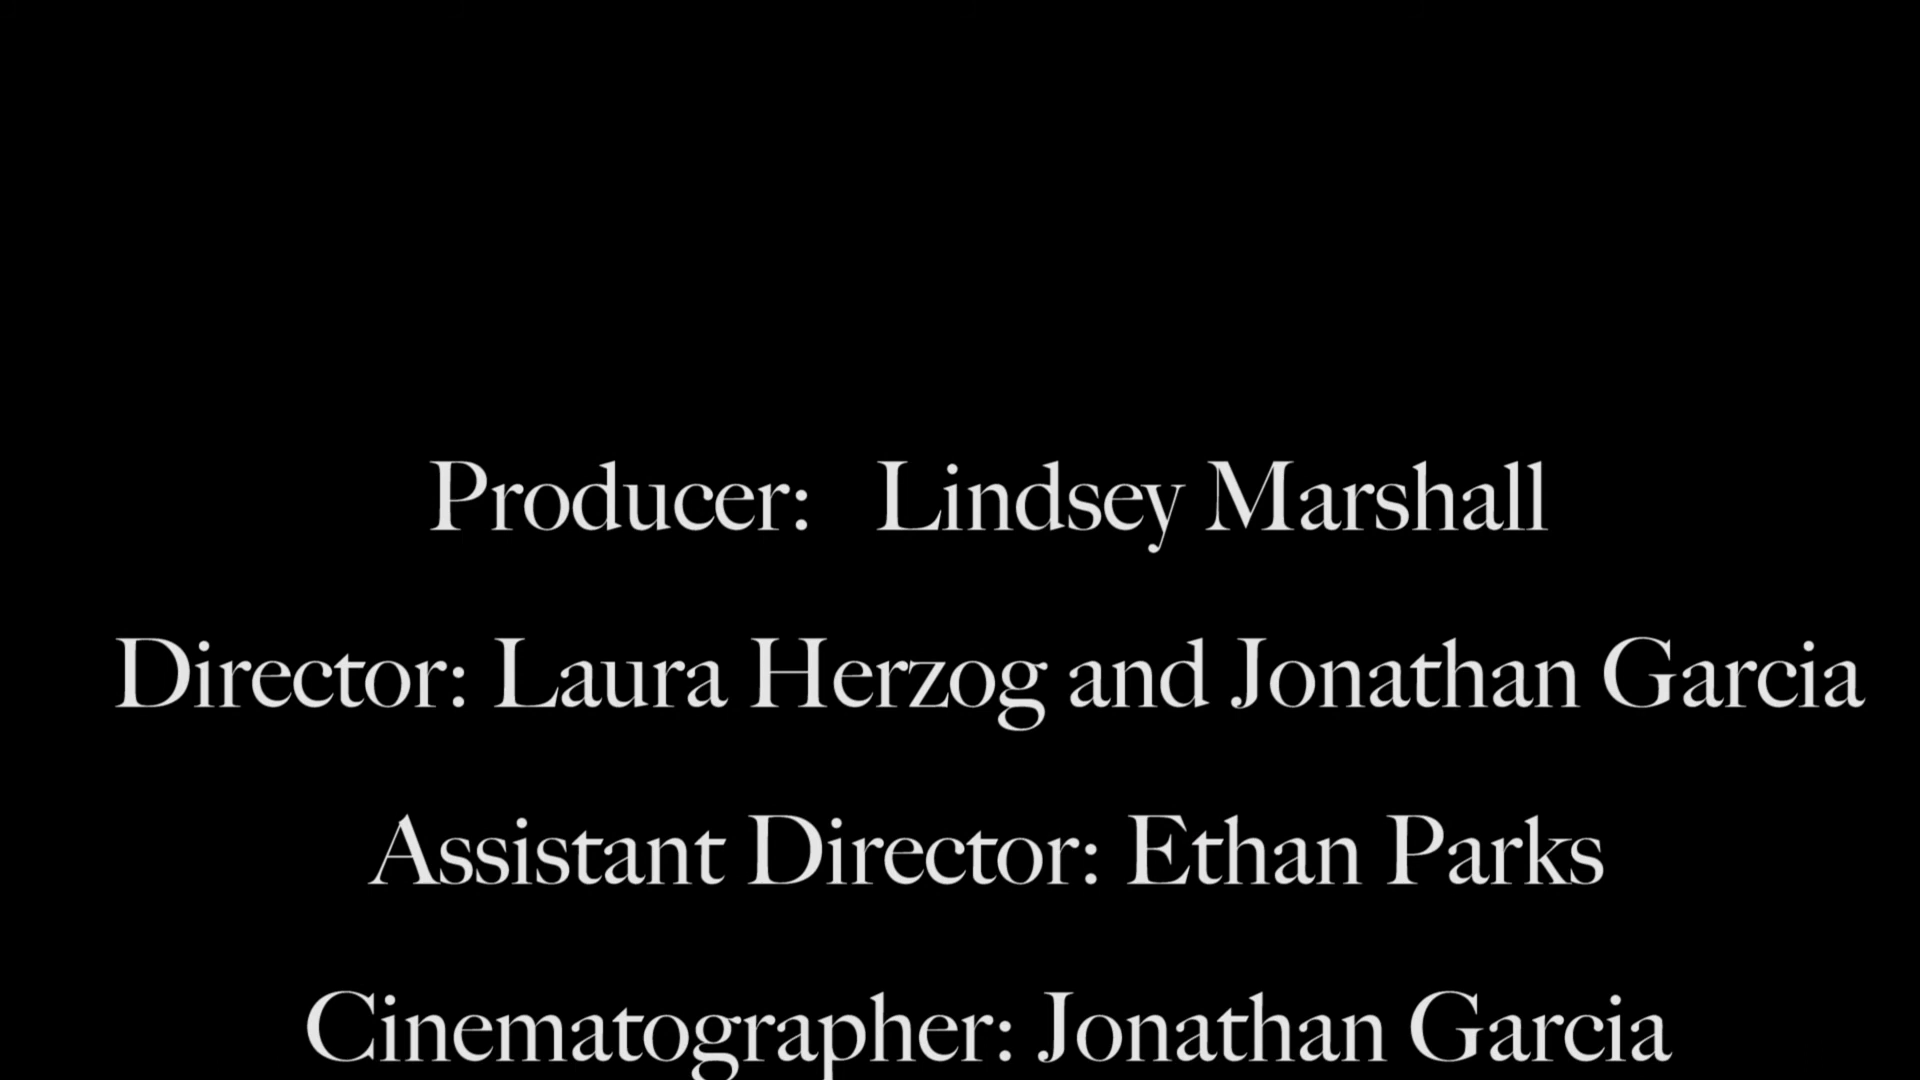 Producer:   Lindsey Marshall
Director: Laura Herzog and Jonathan Garcia
Assistant Director: Ethan Parks
Cinematographer: Jonathan Garcia